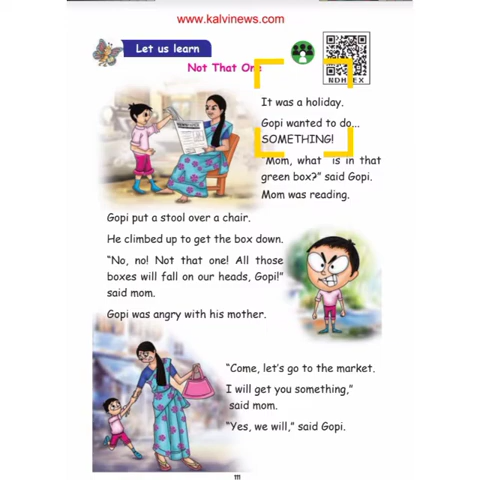 www.kalvinews.com
Let us learn
Not That One
NDH7EX
It was a holiday.
Gopi wanted to do...
SOMETHING!
"Mom, what is in that
green box?" said Gopi.
Mom was reading.
Gopi put a stool over a chair.
He climbed up to get the box down.
"No, no! Not that one! All those
boxes will fall on our heads, Gopi!"
said mom.
Gopi was angry with his mother.
"Come, let's go to the market.
I will get you something,"
said mom.
"Yes, we will," said Gopi.
111